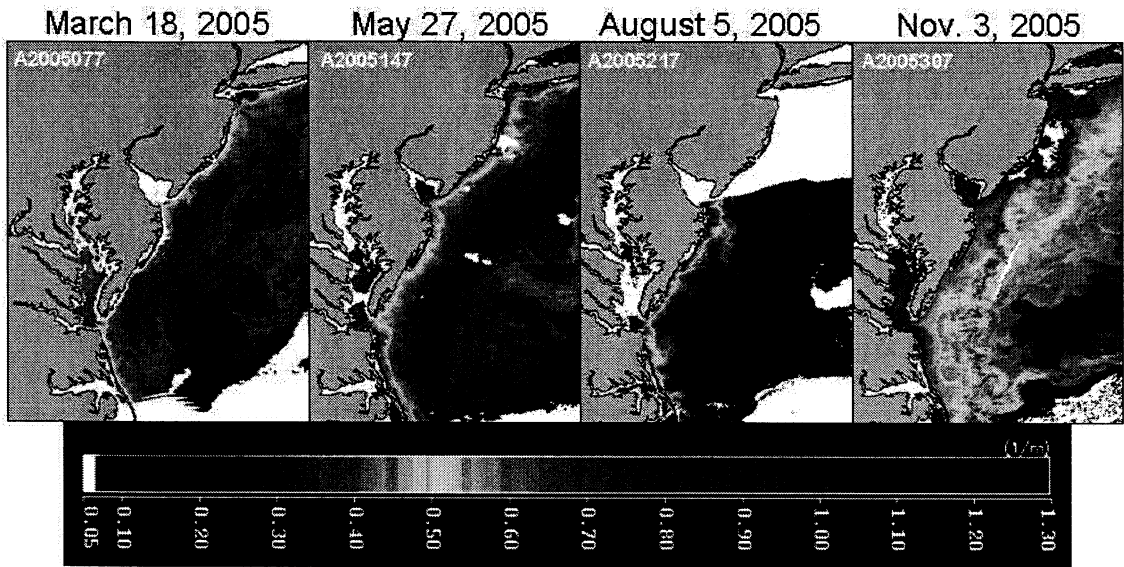 March 18, 2005
May 27, 2005
August 5, 2005
Nov. 3, 2005
A2005077
A2005147
A2005217
A2005307
(1/m)
0.05
0.10
0.20
0.30
0.40
0.50
0.60
0.70
0.80
0.90
1.00
1.10
1.20
1.30